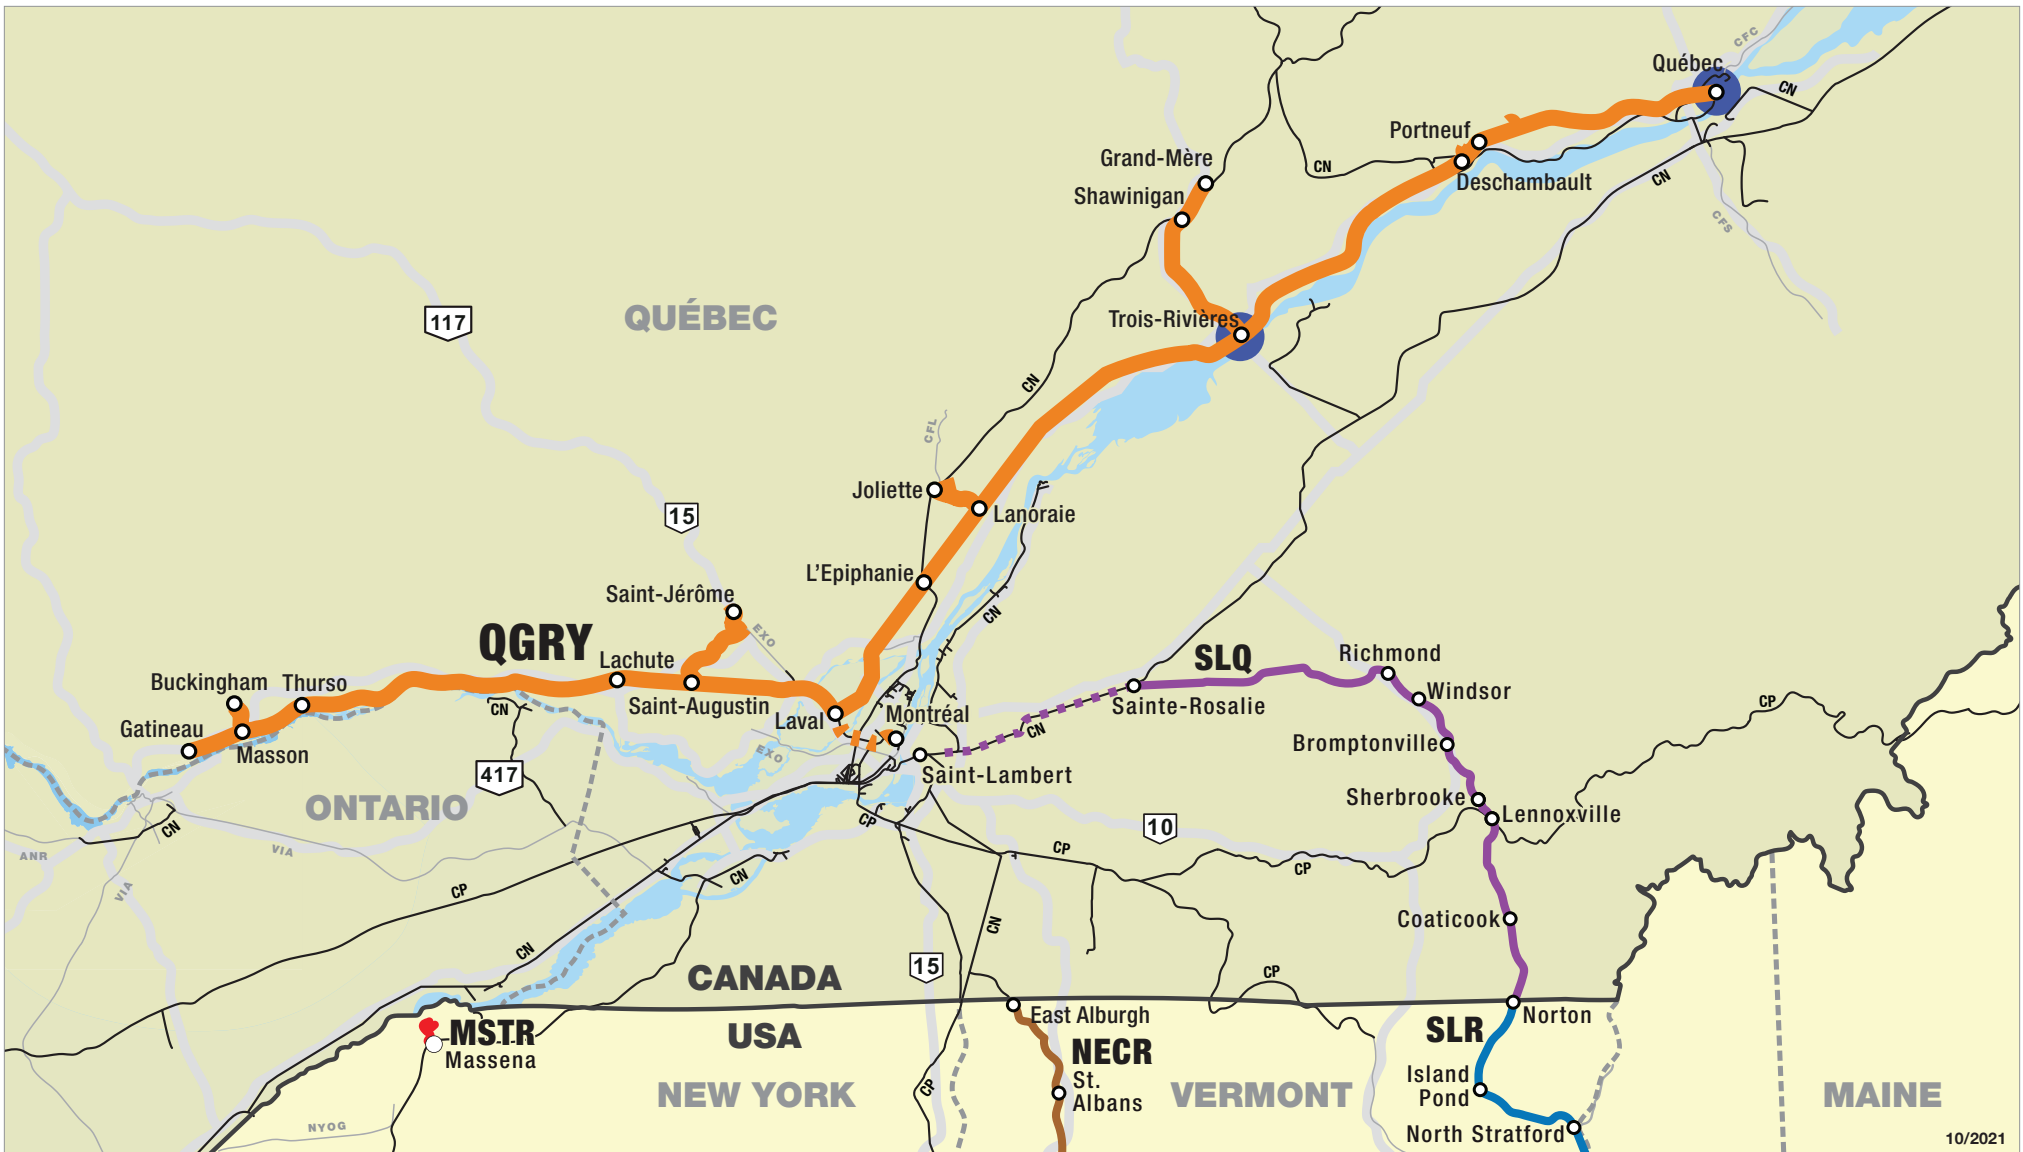 CFC
Québec
CN
Portneuf
Grand-Mère
CN
Deschambault
CN
Shawinigan
CFS
117
QUÉBEC
Trois-Rivières
CN
CFL
Joliette
Lanoraie
15
L'Epiphanie
CN
Saint-Jérôme
EXO
QGRY
Lachute
SLQ
Richmond
Buckingham
Thurso
Windsor
CN
Saint-Augustin
Laval
Montréal
Sainte-Rosalie
CP
Gatineau
CN
Bromptonville
Masson
EXO
Saint-Lambert
417
ONTARIO
Sherbrooke
Lennoxville
CN
CP
10
ANR
VIA
CP
CP
VIA
CP
CN
Coaticook
CN
CN
15
CANADA
CP
East Alburgh
Norton
MSTR
Massena
USA
SLR
NECR
St.
Albans
Island
Pond
CP
NEW YORK
VERMONT
MAINE
NYOG
North Stratford
10/2021